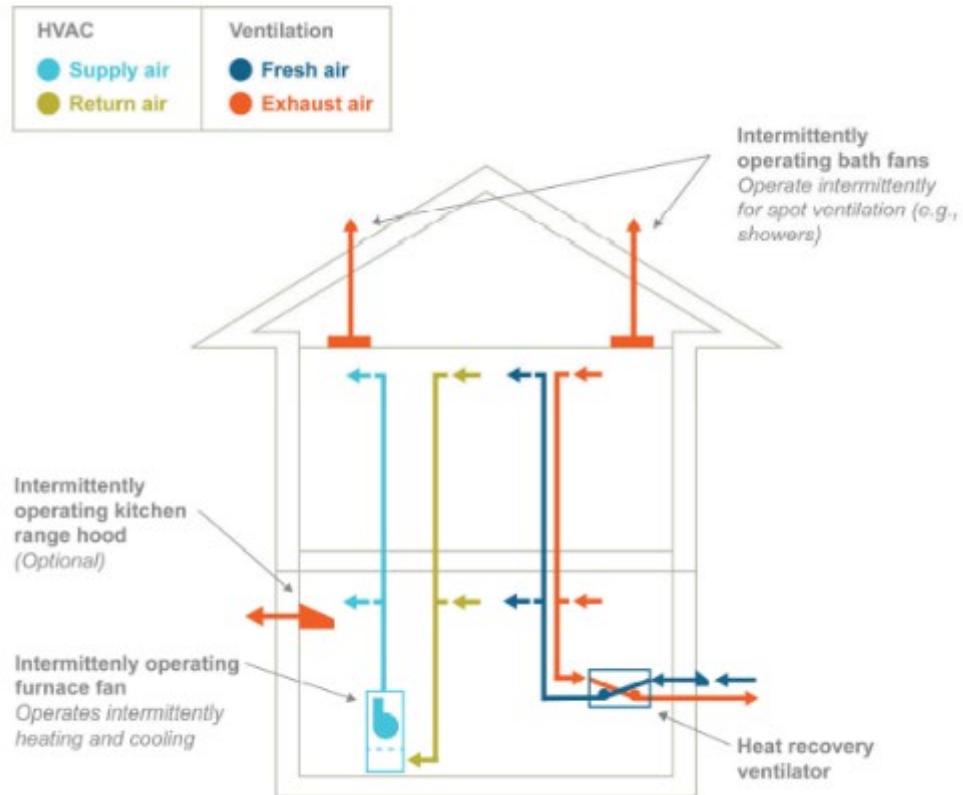 HVAC
Supply air
Return air
Ventilation
Fresh air
Exhaust air
Intermittently
operating bath fans
Operate intermittently
for spot ventilation (e.g.,
showers)
Intermittently
operating kitchen
range hood
(Optional)
Intermittenly operating
furnace fan
Operates intermittently
heating and cooling
Heat recovery
ventilator